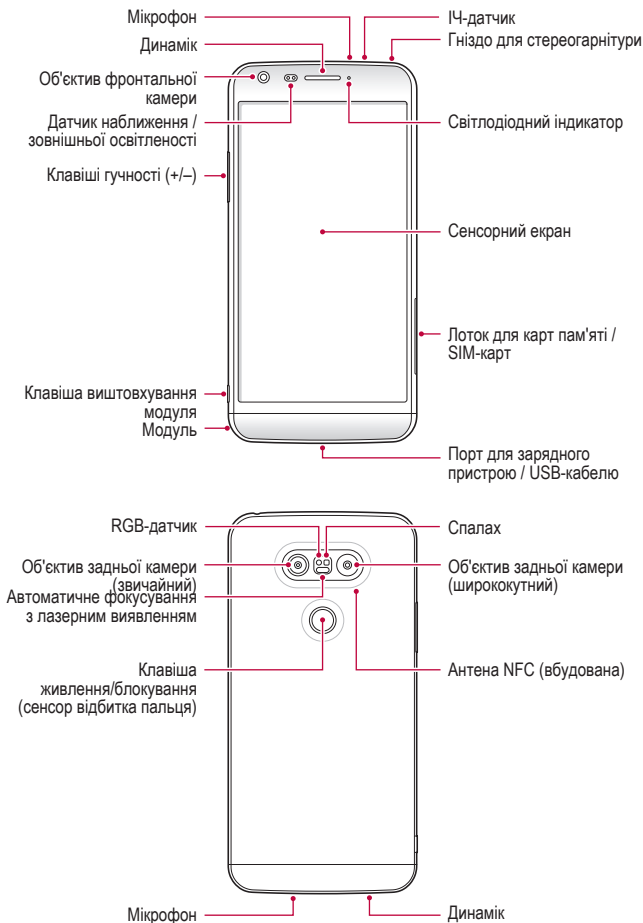 Мікрофон
Динамік
Об'єктив фронтальної
камери
Датчик наближення /
зовнішньої освітленості
Клавіші гучності (+/–)
Клавіша виштовхування
модуля
Модуль
ІЧ-датчик
Гніздо для стереогарнітури
Світлодіодний індикатор
Сенсорний екран
Лоток для карт пам'яті /
SIM-карт
Порт для зарядного
пристрою / USB-кабелю
RGB-датчик
Об'єктив задньої камери
(звичайний)
Автоматичне фокусування
з лазерним виявленням
Клавіша
живлення/блокування
(сенсор відбитка пальця)
Мікрофон
Спалах
Об'єктив задньої камери
(ширококутний)
Антена NFC (вбудована)
Динамік